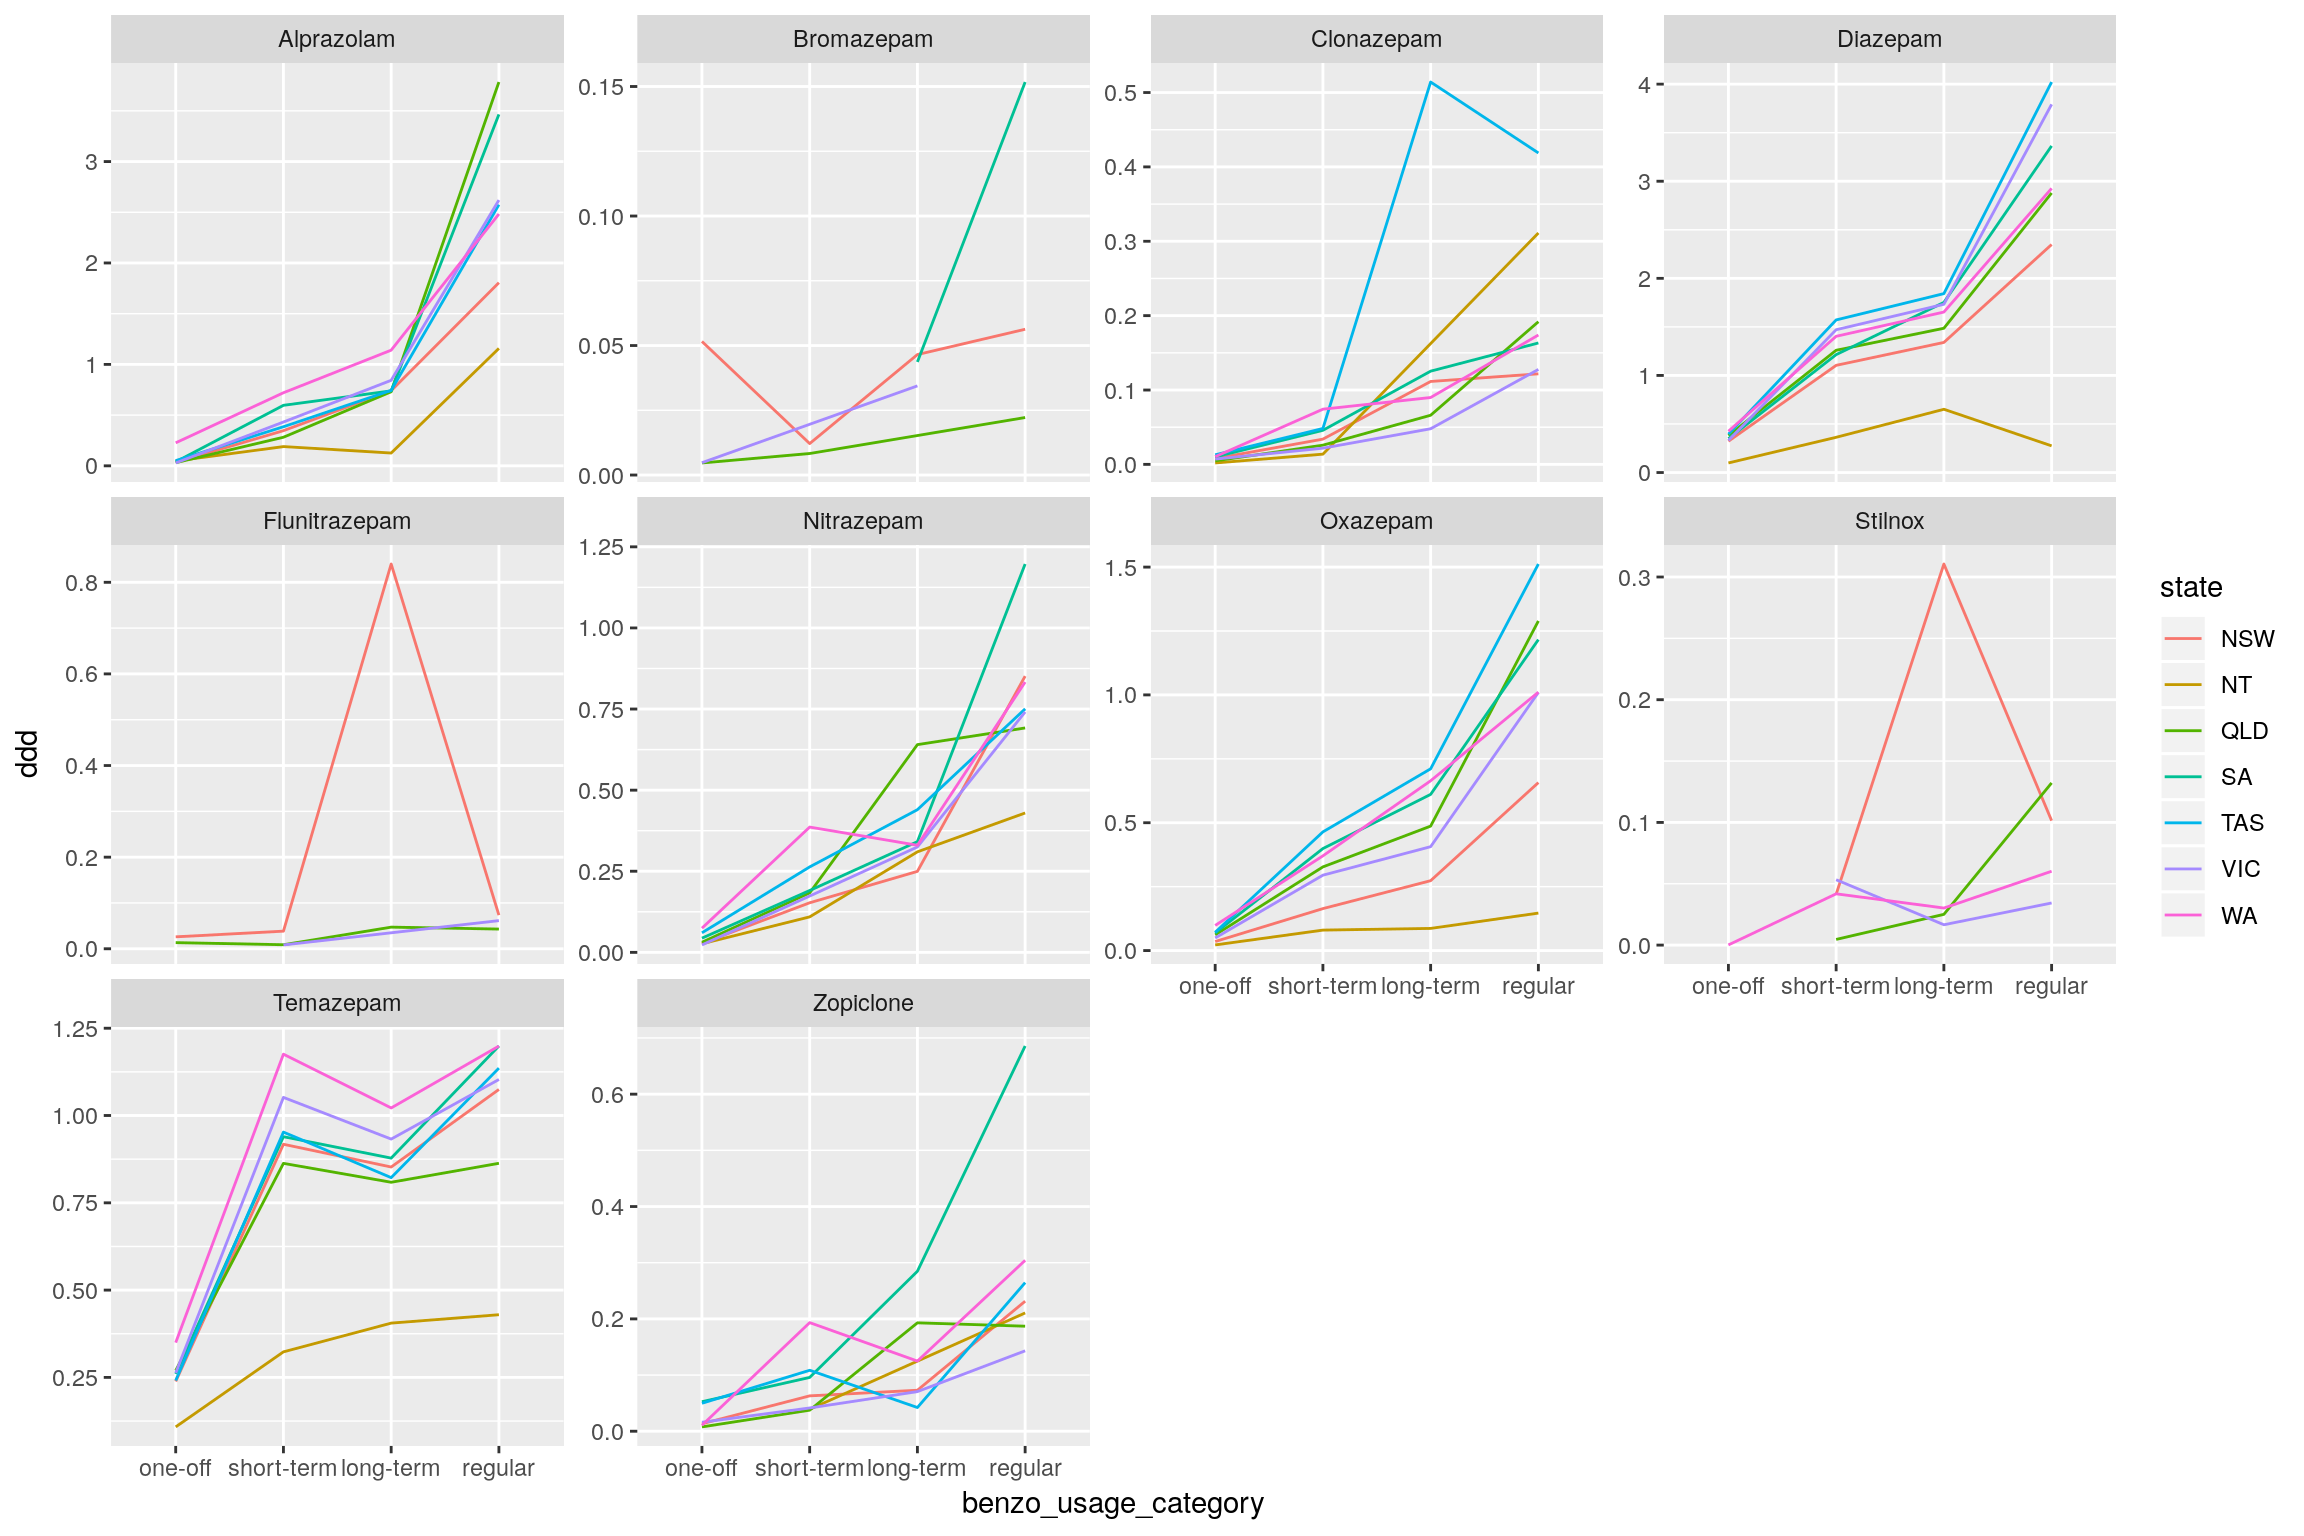 Alprazolam
Bromazepam
Clonazepam
Diazepam
3
2
1
0
0.15
0.10
0.05
0.00
0.5
0.4
0.3
0.2
0.1
0.0
4
3
2
1
0
Flunitrazepam
Nitrazepam
Oxazepam
Stilnox
0.8
0.6
0.4
0.2
0.0
1.25
1.00
0.75
0.50
0.25
0.00
1.5
1.0
0.5
0.0
0.3
0.2
0.1
0.0
one-off short-term long-term regular
one-off short-term long-term regular
Temazepam
Zopiclone
1.25
1.00
0.75
0.50
0.25
0.6
0.4
0.2
0.0
one-off short-term long-term regular
one-off short-term long-term regular
benzo_usage_category
ddd
state
NSW
NT
QLD
SA
TAS
VIC
WA